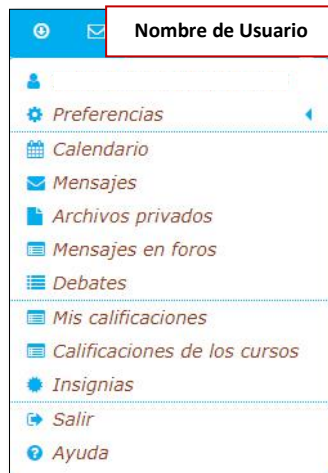 Nombre de Usuario
Preferencias
Calendario
Mensajes
Archivos privados
Mensajes en foros
Debates
Mis calificaciones
Calificaciones de los cursos
Insignias
Salir
Ayuda